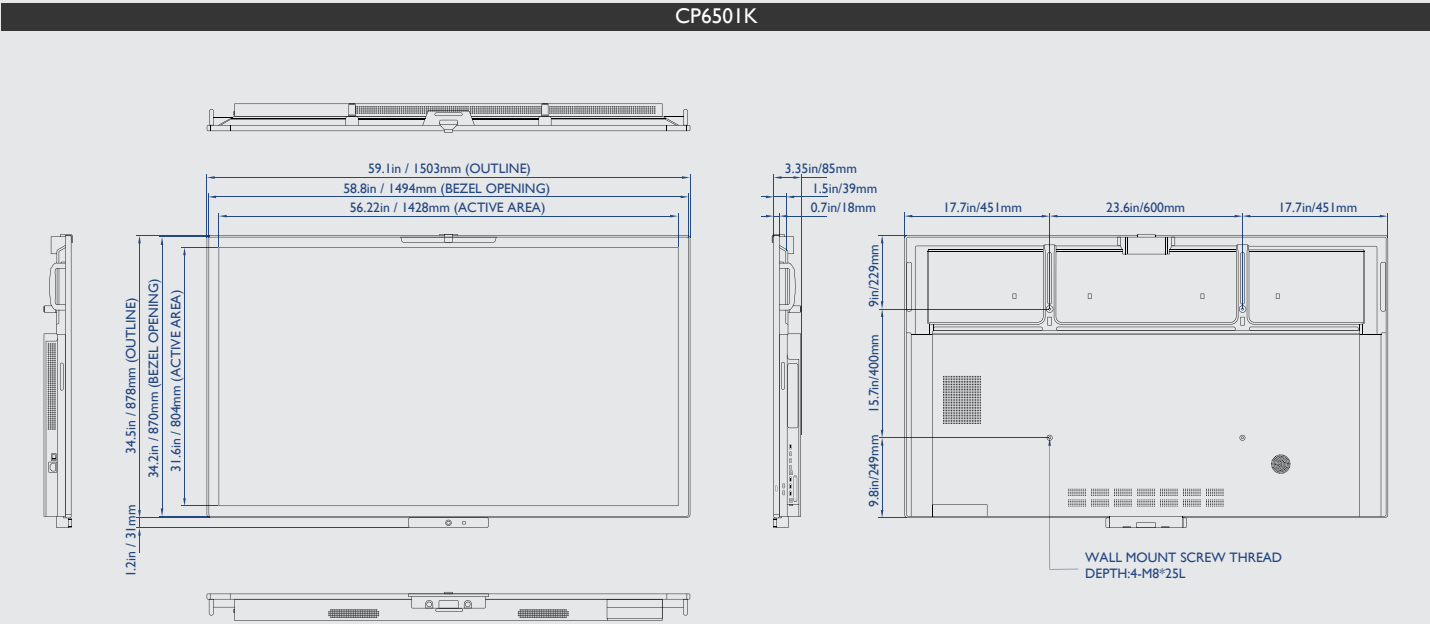 CP6501K
59.1in / 1503mm (OUTLINE)
58.8in / 1494mm (BEZEL OPENING)
56.22in / 1428mm (ACTIVE AREA)
34.5in / 878mm (OUTLINE)
34.2in / 870mm (BEZEL OPENING)
31.6in / 804mm (ACTIVE AREA)
1.2in / 31mm
3.35in/85mm
1.5in/39mm
0.7in/18mm
17.7in/451mm
23.6in/600mm
17.7in/451mm
9in/229mm
15.7in/400mm
9.8in/249mm
WALL MOUNT SCREW THREAD
DEPTH:4-M8*25L